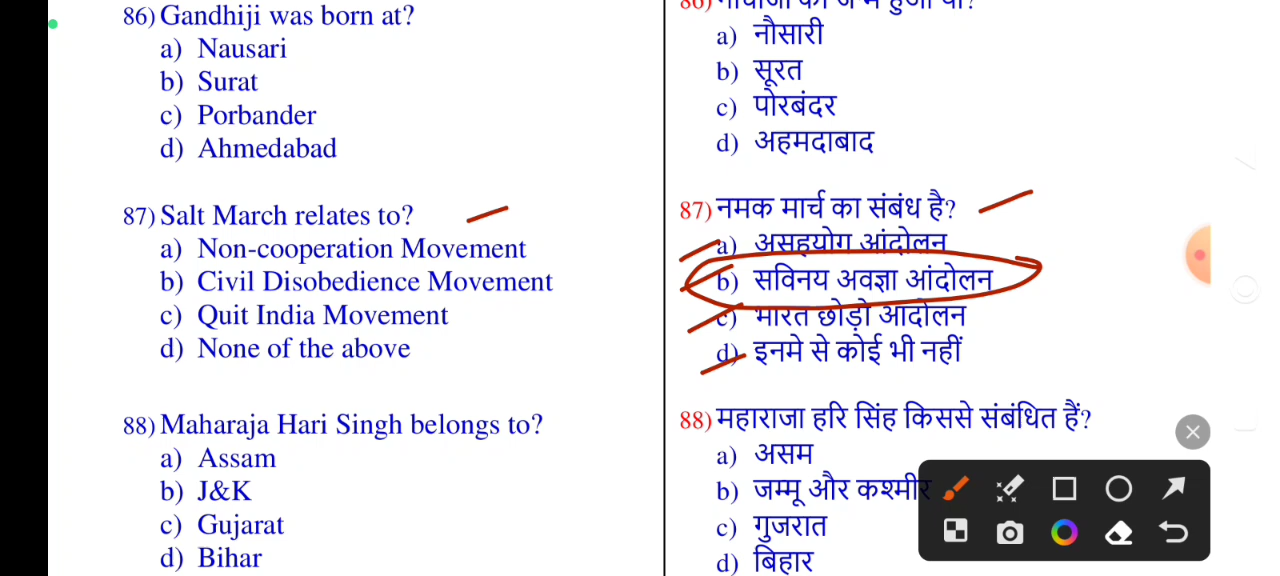 86) Gandhiji was born at?
a) Nausari
b) Surat
c) Porbander
d) Ahmedabad
87) Salt March relates to?
a) Non-cooperation Movement
b) Civil Disobedience Movement
c) Quit India Movement
d) None of the above
88) Maharaja Hari Singh belongs to?
a) Assam
b) J&K
c) Gujarat
d) Bihar
a) नौसारी
b) सूरत
c) पोरबंदर
d) अहमदाबाद
87) नमक मार्च का संबंध है?
a) असहयोग आंदोलन
b) सविनय अवज्ञा आंदोलन
c) भारत छोड़ो आंदोलन
d) इनमे से कोई भी नहीं
88) महाराजा हरि सिंह किससे संबंधित हैं?
a) असम
b) जम्मू और कश्मीर
c) गुजरात
d) बिहार